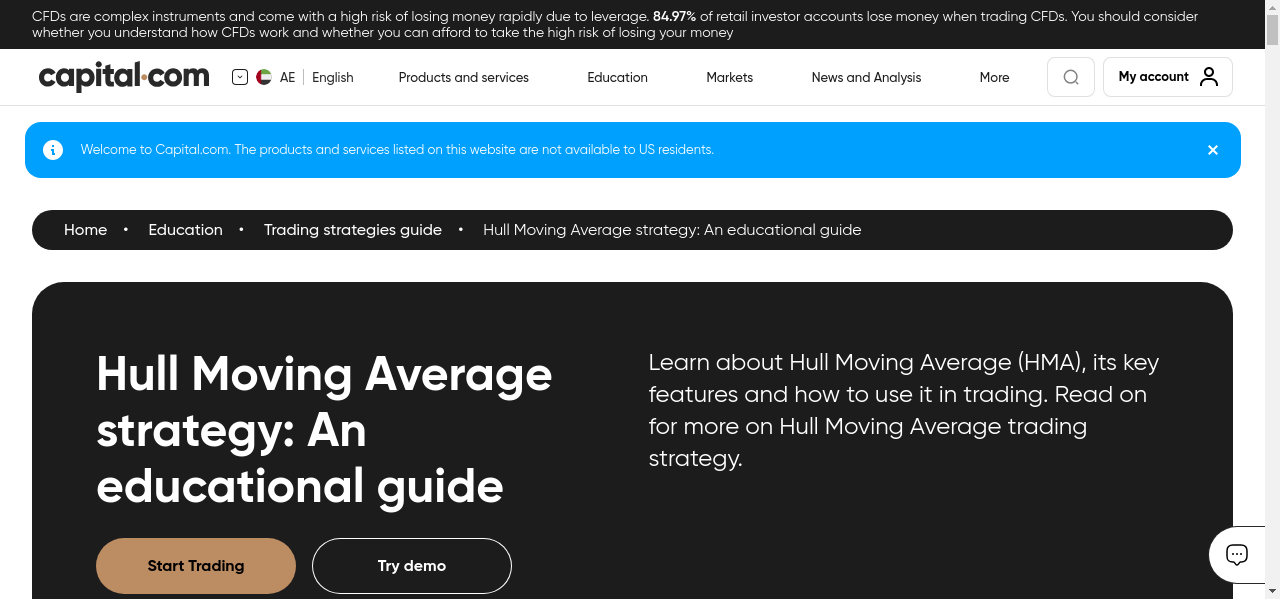 CFDs are complex instruments and come with a high risk of losing money rapidly due to leverage. 84.97% of retail investor accounts lose money when trading CFDs. You should consider
whether you understand how CFDs work and whether you can afford to take the high risk of losing your money
capital.com
AE
English
Products and services
Education
Markets
News and Analysis
More
My account
Welcome to Capital.com. The products and services listed on this website are not available to US residents.
Home • Education • Trading strategies guide • Hull Moving Average strategy: An educational guide
Hull Moving Average
strategy: An
educational guide
Learn about Hull Moving Average (HMA), its key
features and how to use it in trading. Read on
for more on Hull Moving Average trading
strategy.
Start Trading
Try demo